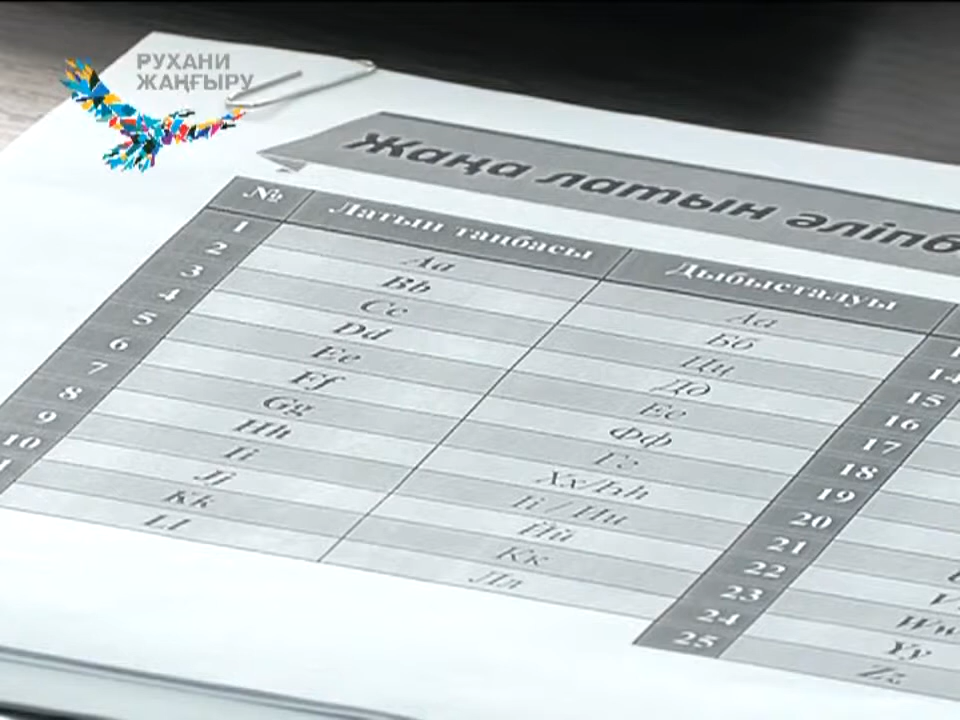 РУХАНИ
ЖАҢҒЫРУ
Жаңа латын әліпб
№ Латын таңбасы Дыбысталуы
1 Aa Аа
2 Bb Бб
3 Cc Цц
4 Dd Дд
5 Ee Ее
6 Ff Фф
7 Gg Гг
8 Hh Хх/Һһ
9 Ii Іі / Ии
10 Jj Йй
Kk Кк
Ll Лл
14
15
16
17
18
19
20
21
22
23
24 Yy
25 Zz